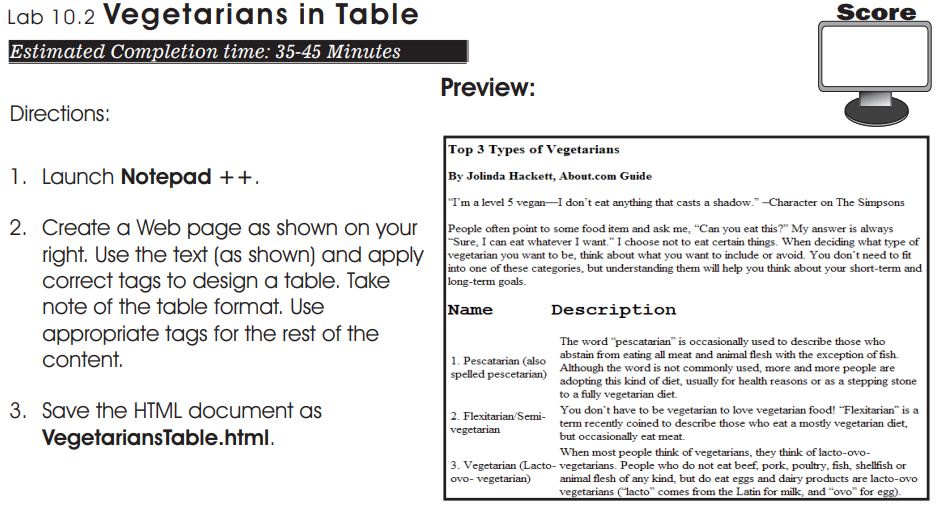 Lab 10.2 Vegetarians in Table
Score
Estimated Completion time: 35-45 Minutes
Directions:
1. Launch Notepad ++.
2. Create a Web page as shown on your
right. Use the text (as shown) and apply
correct tags to design a table. Take
note of the table format. Use
appropriate tags for the rest of the
content.
3. Save the HTML document as
VegetariansTable.html.
Preview:
Top 3 Types of Vegetarians
By Jolinda Hackett, About.com Guide
“I’m a level 5 vegan—I don’t eat anything that casts a shadow.” –Character on The Simpsons
People often point to some food item and ask me, “Can you eat this?” My answer is always
“Sure, I can eat whatever I want.” I choose not to eat certain things. When deciding what type of
vegetarian you want to be, think about what you want to include or avoid. You don’t need to fit
into one of these categories, but understanding them will help you think about your short-term and
long-term goals.
Name Description
1. Pescatarian (also
spelled pescetarian)
The word “pescatarian” is occasionally used to describe those who
abstain from eating all meat and animal flesh with the exception of fish.
Although the word is not commonly used, more and more people are
adopting this kind of diet, usually for health reasons or as a stepping stone
to a fully vegetarian diet.
2. Flexitarian/Semi-
vegetarian
You don’t have to be vegetarian to love vegetarian food! “Flexitarian” is a
term recently coined to describe those who eat a mostly vegetarian diet,
but occasionally eat meat.
3. Vegetarian (Lacto-
ovo- vegetarian)
When most people think of vegetarians, they think of lacto-ovo-
vegetarians. People who do not eat beef, pork, poultry, fish, shellfish or
animal flesh of any kind, but do eat eggs and dairy products are lacto-ovo
vegetarians (“lacto” comes from the Latin for milk, and “ovo” for egg).